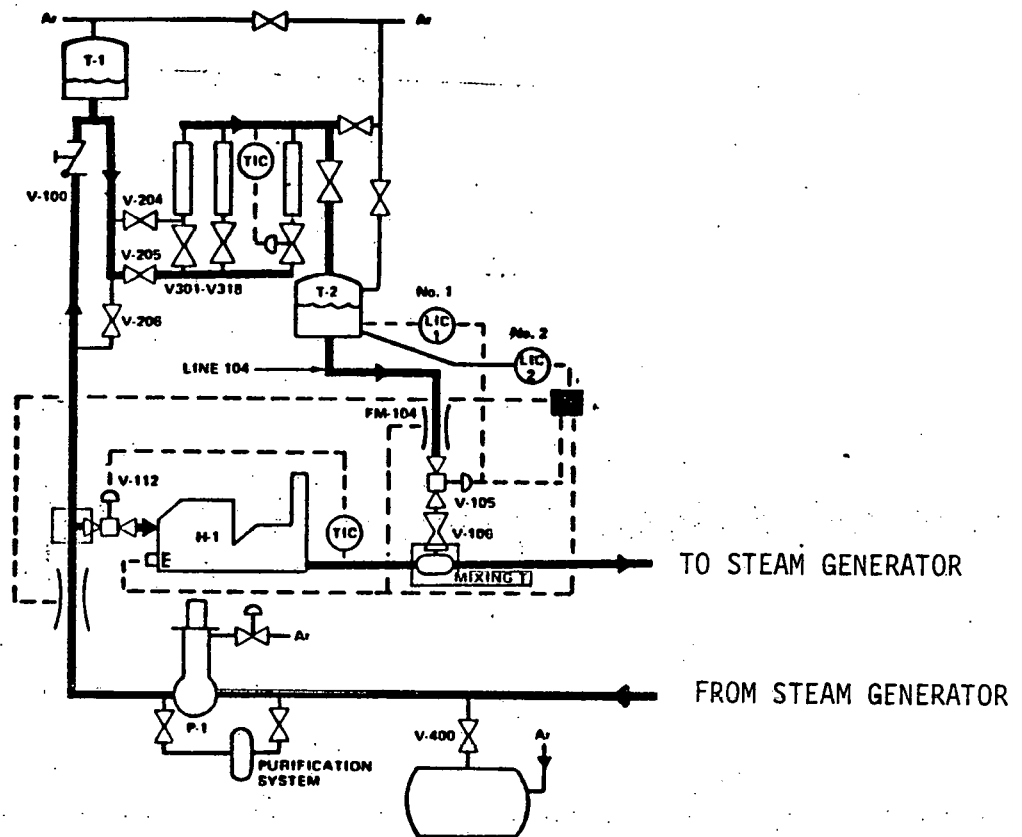 Ar
Ar
T-1
TIC
V-100
V-204
V-205
V301-V318
V-206
T-2
No. 1
LIC
1
No. 2
LIC
2
LINE 104
FM-104
V-112
V-105
H-1
TIC
V-106
MIXING T
TO STEAM GENERATOR
Ar
FROM STEAM GENERATOR
P-1
V-400
Ar
PURIFICATION
SYSTEM